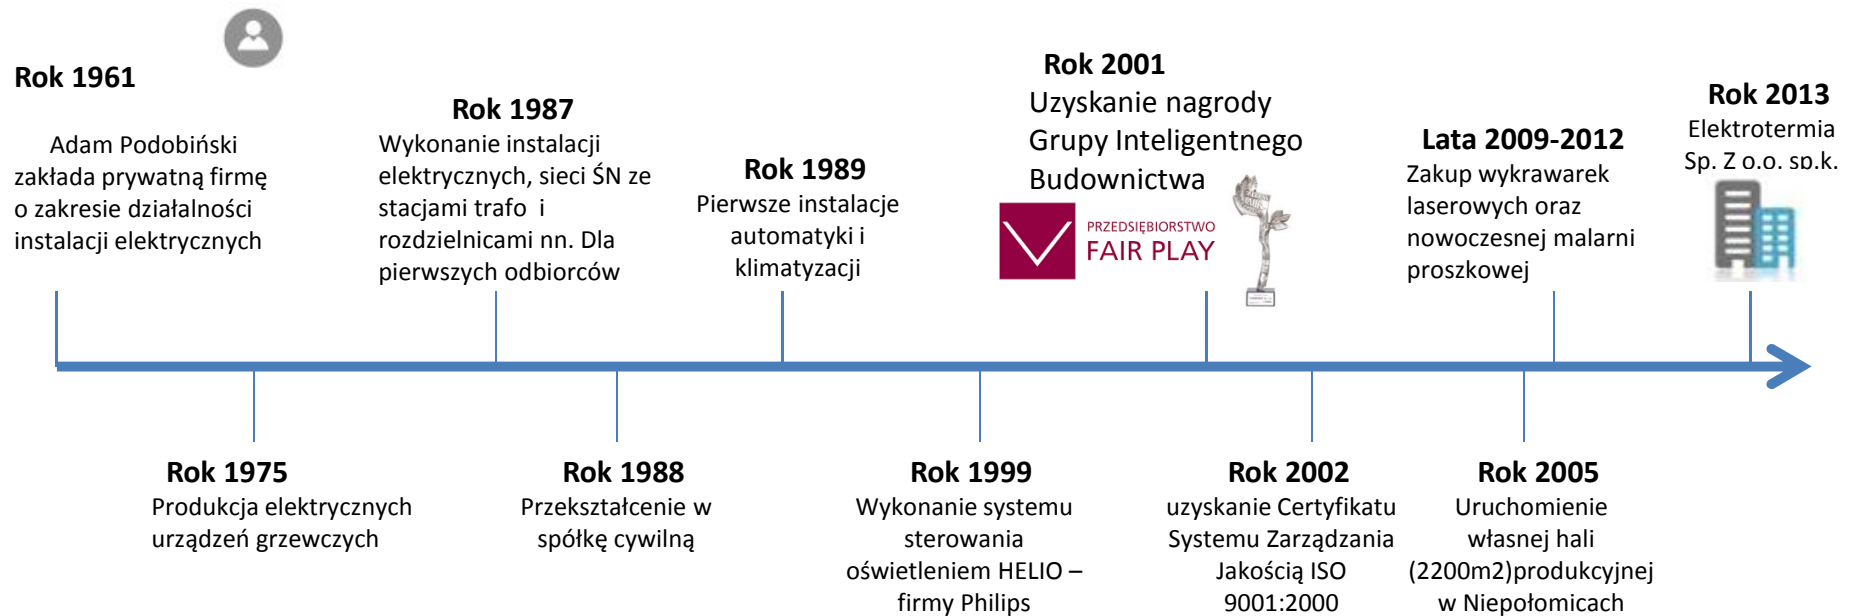 Rok 1961
Adam Podobiński
zakłada prywatną firmę
o zakresie działalności
instalacji elektrycznych
Rok 1987
Wykonanie instalacji
elektrycznych, sieci ŚN ze
stacjami trafo i
rozdzielnicami nn. Dla
pierwszych odbiorców
Rok 1989
Pierwsze instalacje
automatyki i
klimatyzacji
Rok 2001
Uzyskanie nagrody
Grupy Inteligentnego
Budownictwa
PRZEDSIĘBIORSTWO
FAIR PLAY
Lata 2009-2012
Zakup wykrawarek
laserowych oraz
nowoczesnej malarni
proszkowej
Rok 2013
Elektrotermia
Sp. Z o.o. sp.k.
Rok 1975
Produkcja elektrycznych
urządzeń grzewczych
Rok 1988
Przekształcenie w
spółkę cywilną
Rok 1999
Wykonanie systemu
sterowania
oświetleniem HELIO –
firmy Philips
Rok 2002
uzyskanie Certyfikatu
Systemu Zarządzania
Jakością ISO
9001:2000
Rok 2005
Uruchomienie
własnej hali
(2200m2)produkcyjnej
w Niepołomicach